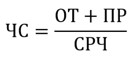 ЧС = (ОТ + ПР) / СРЧ